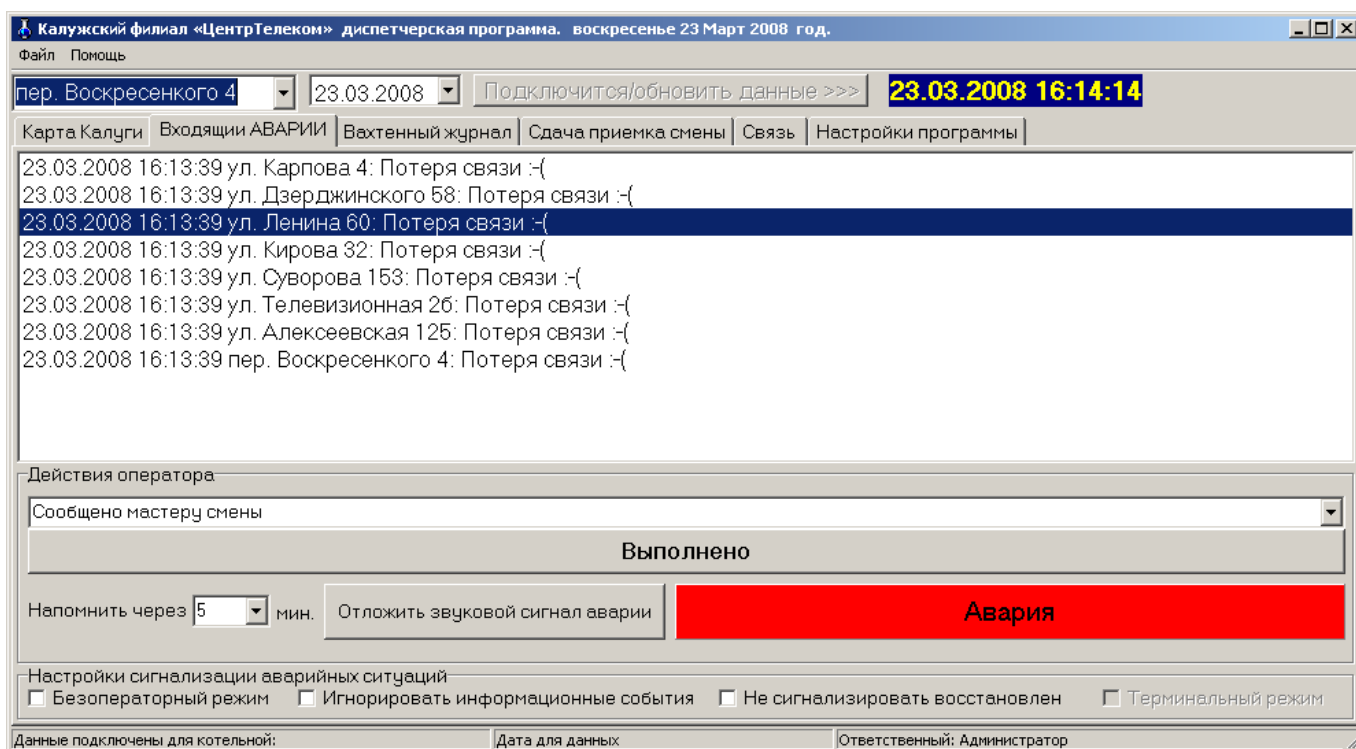 Калужский филиал «ЦентрТелеком» диспетчерская программа. воскресенье 23 Март 2008 год.
Файл Помощь
пер. Воскресенкого 4 23.03.2008 Подключится/обновить данные >>> 23.03.2008 16:14:14
Карта Калуги Входящии АВАРИИ Вахтенный журнал Сдача приемка смены Связь Настройки программы
23.03.2008 16:13:39 ул. Карпова 4: Потеря связи :-(
23.03.2008 16:13:39 ул. Дзерджинского 58: Потеря связи :-(
23.03.2008 16:13:39 ул. Ленина 60: Потеря связи :-(
23.03.2008 16:13:39 ул. Кирова 32: Потеря связи :-(
23.03.2008 16:13:39 ул. Суворова 153: Потеря связи :-(
23.03.2008 16:13:39 ул. Телевизионная 2б: Потеря связи :-(
23.03.2008 16:13:39 ул. Алексеевская 125: Потеря связи :-(
23.03.2008 16:13:39 пер. Воскресенкого 4: Потеря связи :-(
Действия оператора
Сообщено мастеру смены
Выполнено
Напомнить через 5 мин. Отложить звуковой сигнал аварии Авария
Настройки сигнализации аварийных ситуаций
Безоператорный режим Игнорировать информационные события Не сигнализировать восстановлен Терминальный режим
Данные подключены для котельной: Дата для данных Ответственный: Администратор